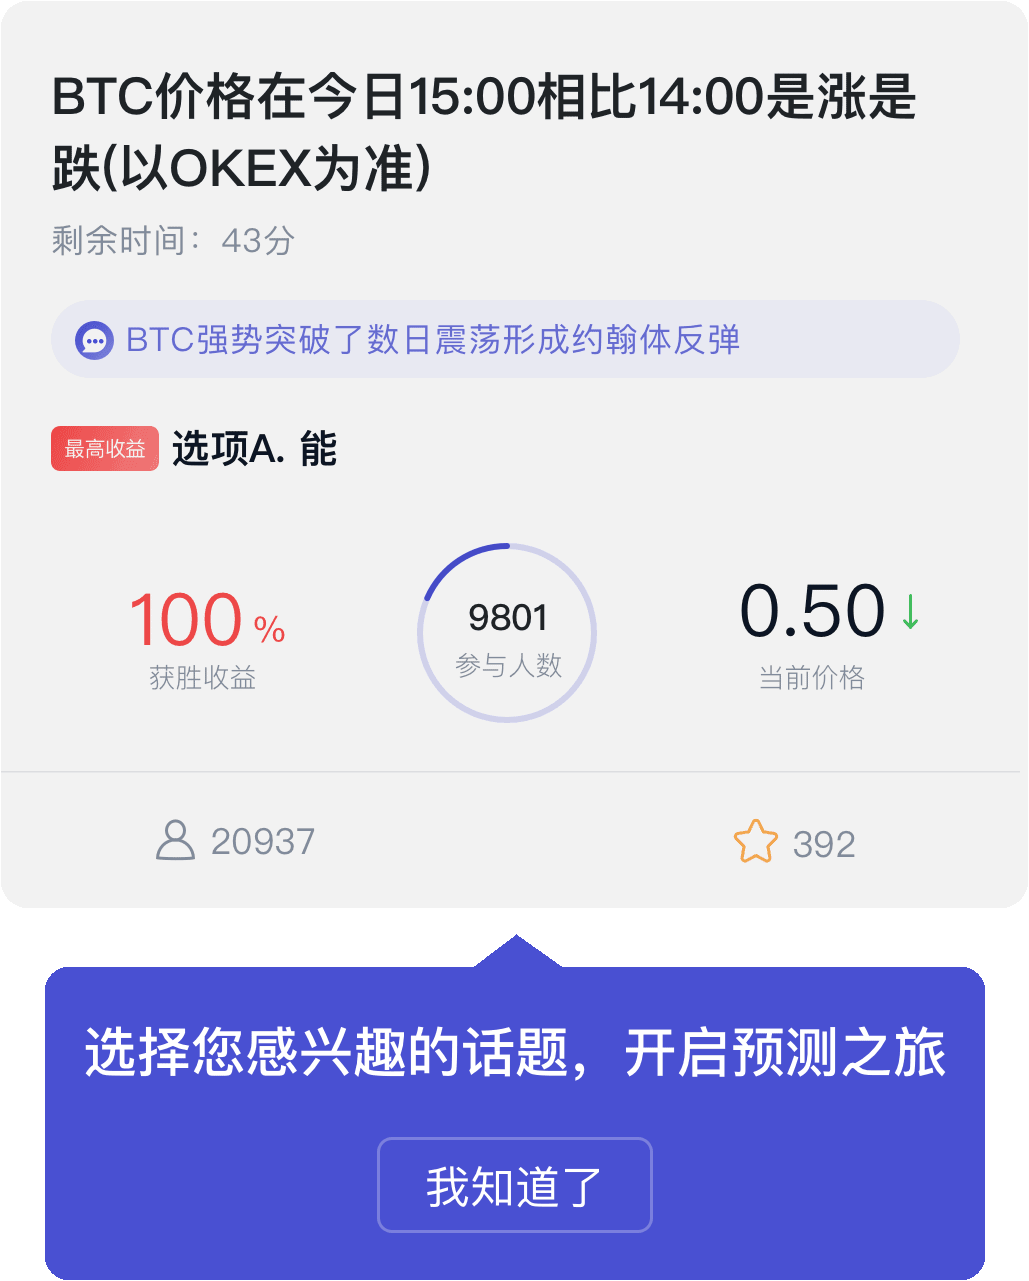 BTC价格在今日15:00相比14:00是涨是
跌(以OKEX为准)
剩余时间：43分
BTC强势突破了数日震荡形成约翰体反弹
最高收益 选项A. 能
100 % 9801 0.50↓
获胜收益 参与人数 当前价格
20937 392
选择您感兴趣的话题，开启预测之旅
我知道了